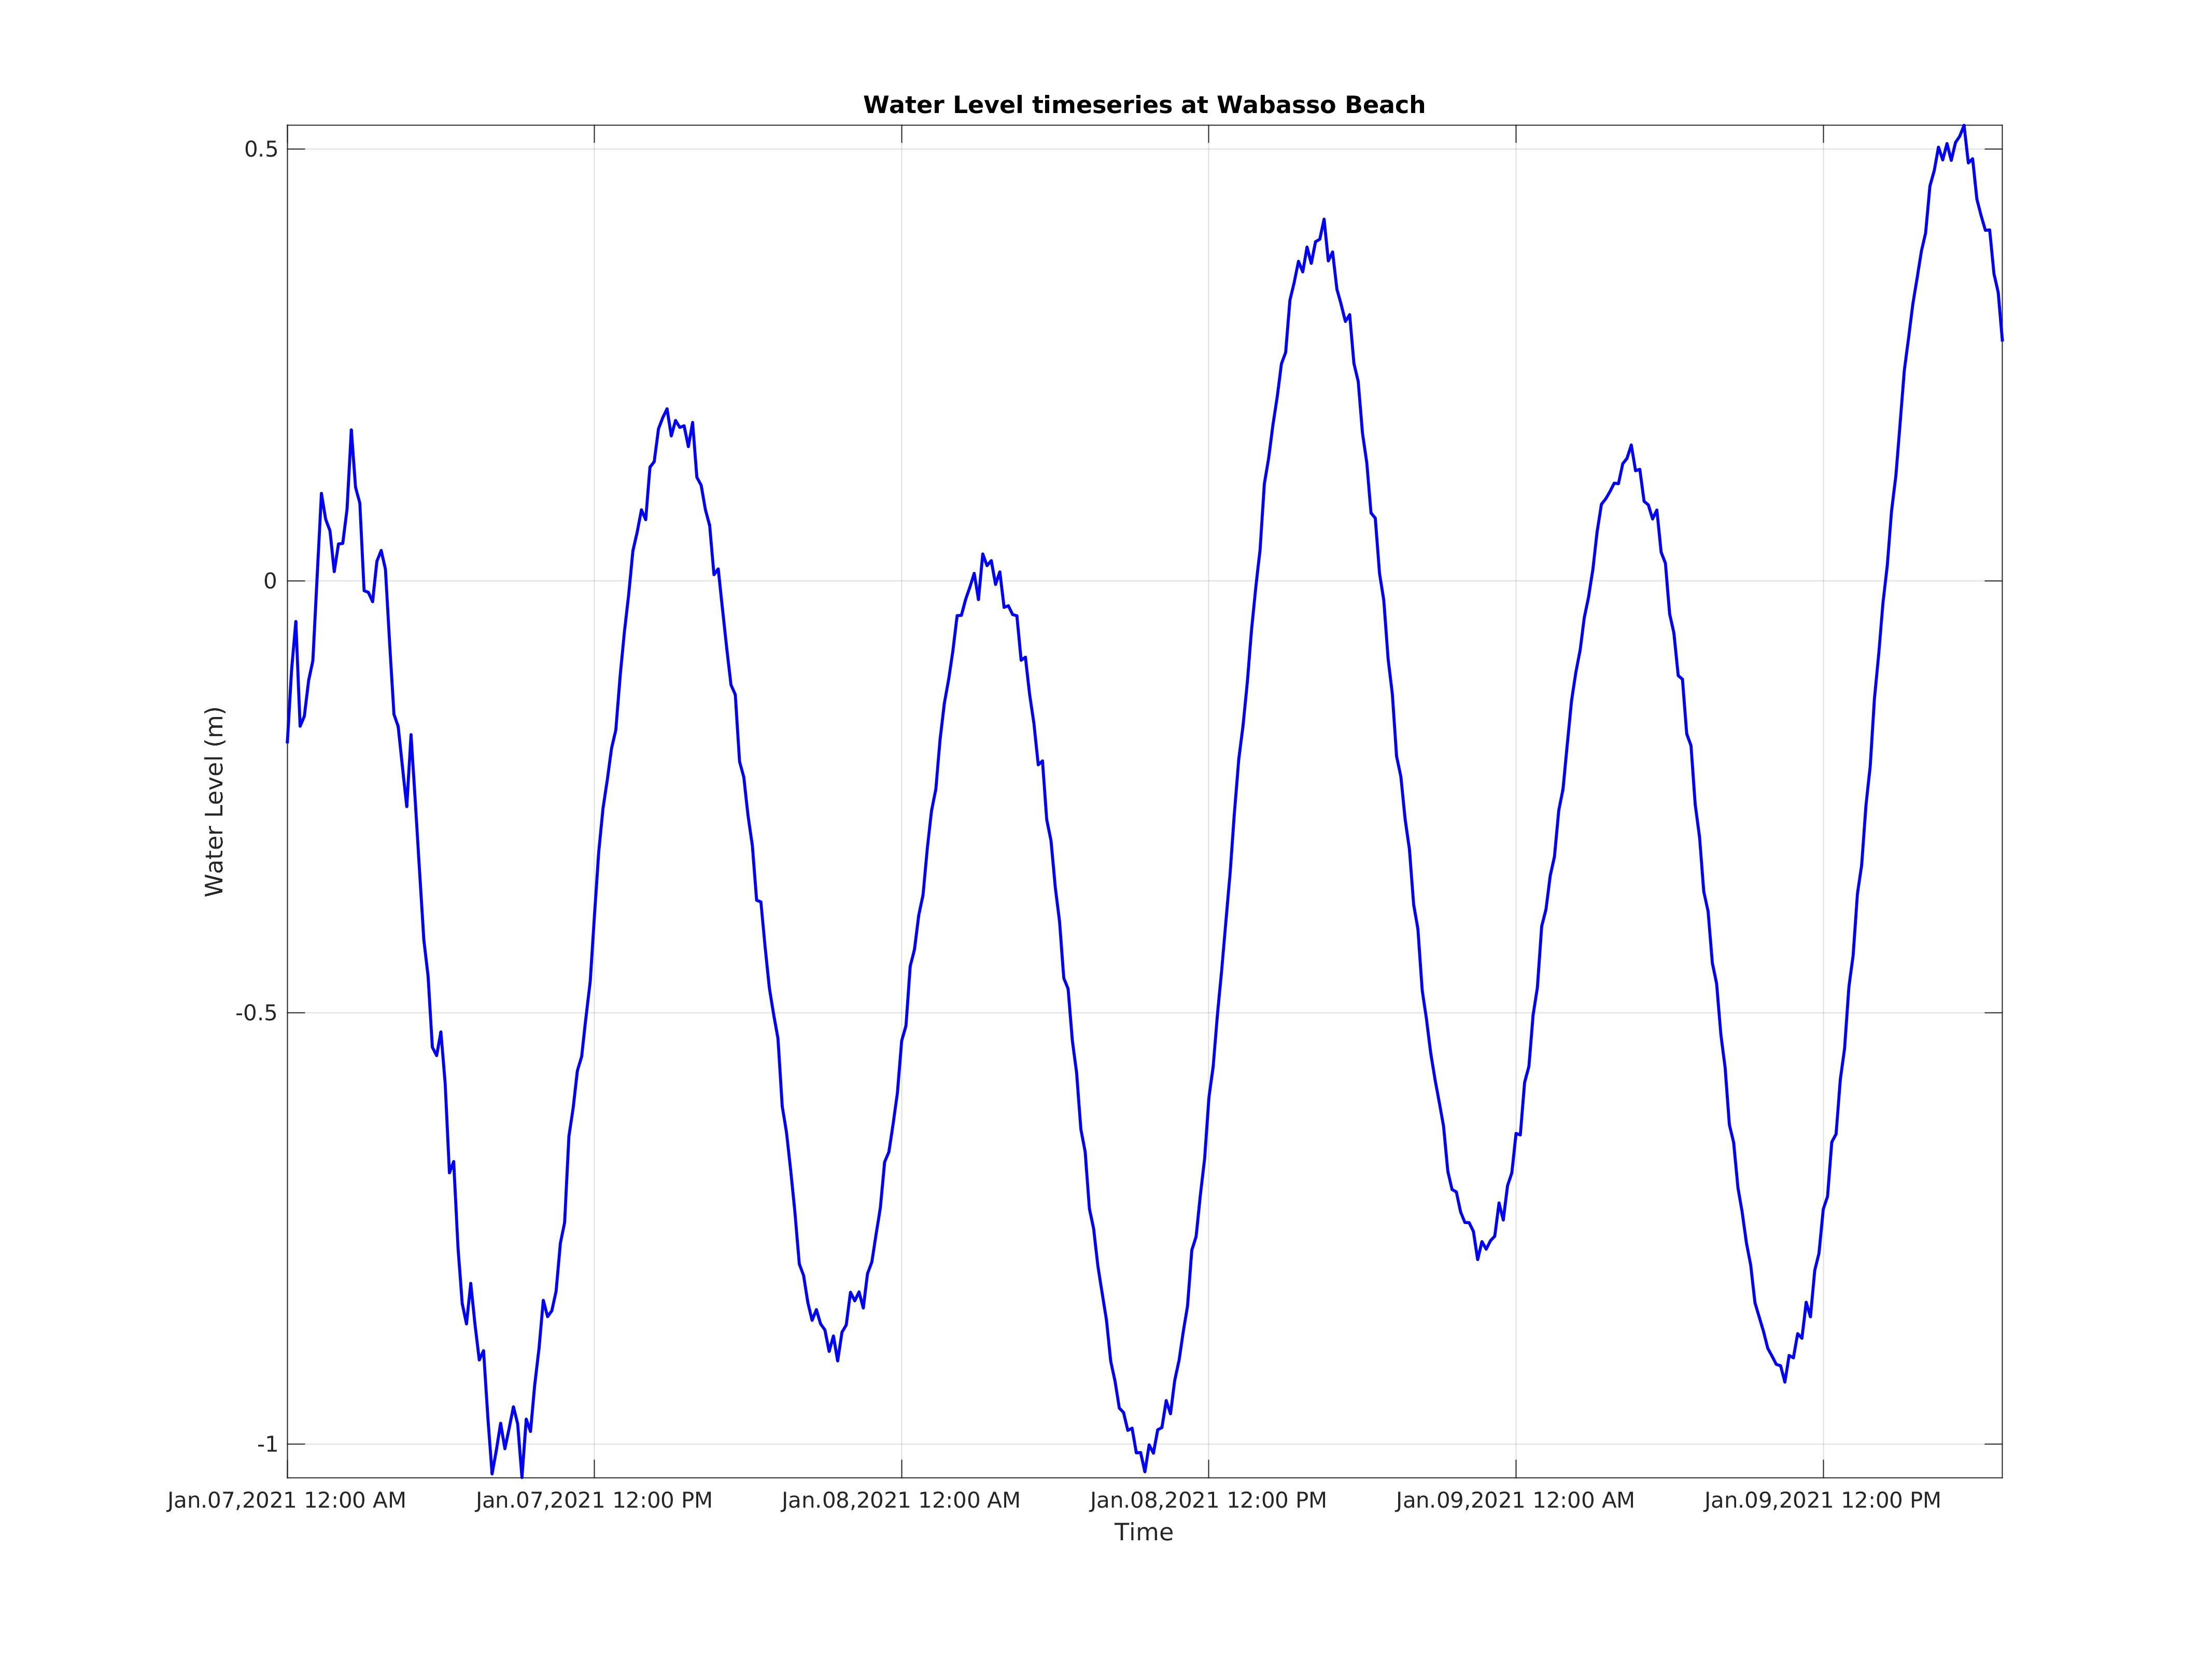 Water Level timeseries at Wabasso Beach
0.5
0
-0.5
-1
Water Level (m)
Jan.07,2021 12:00 AM
Jan.07,2021 12:00 PM
Jan.08,2021 12:00 AM
Jan.08,2021 12:00 PM
Jan.09,2021 12:00 AM
Jan.09,2021 12:00 PM
Time